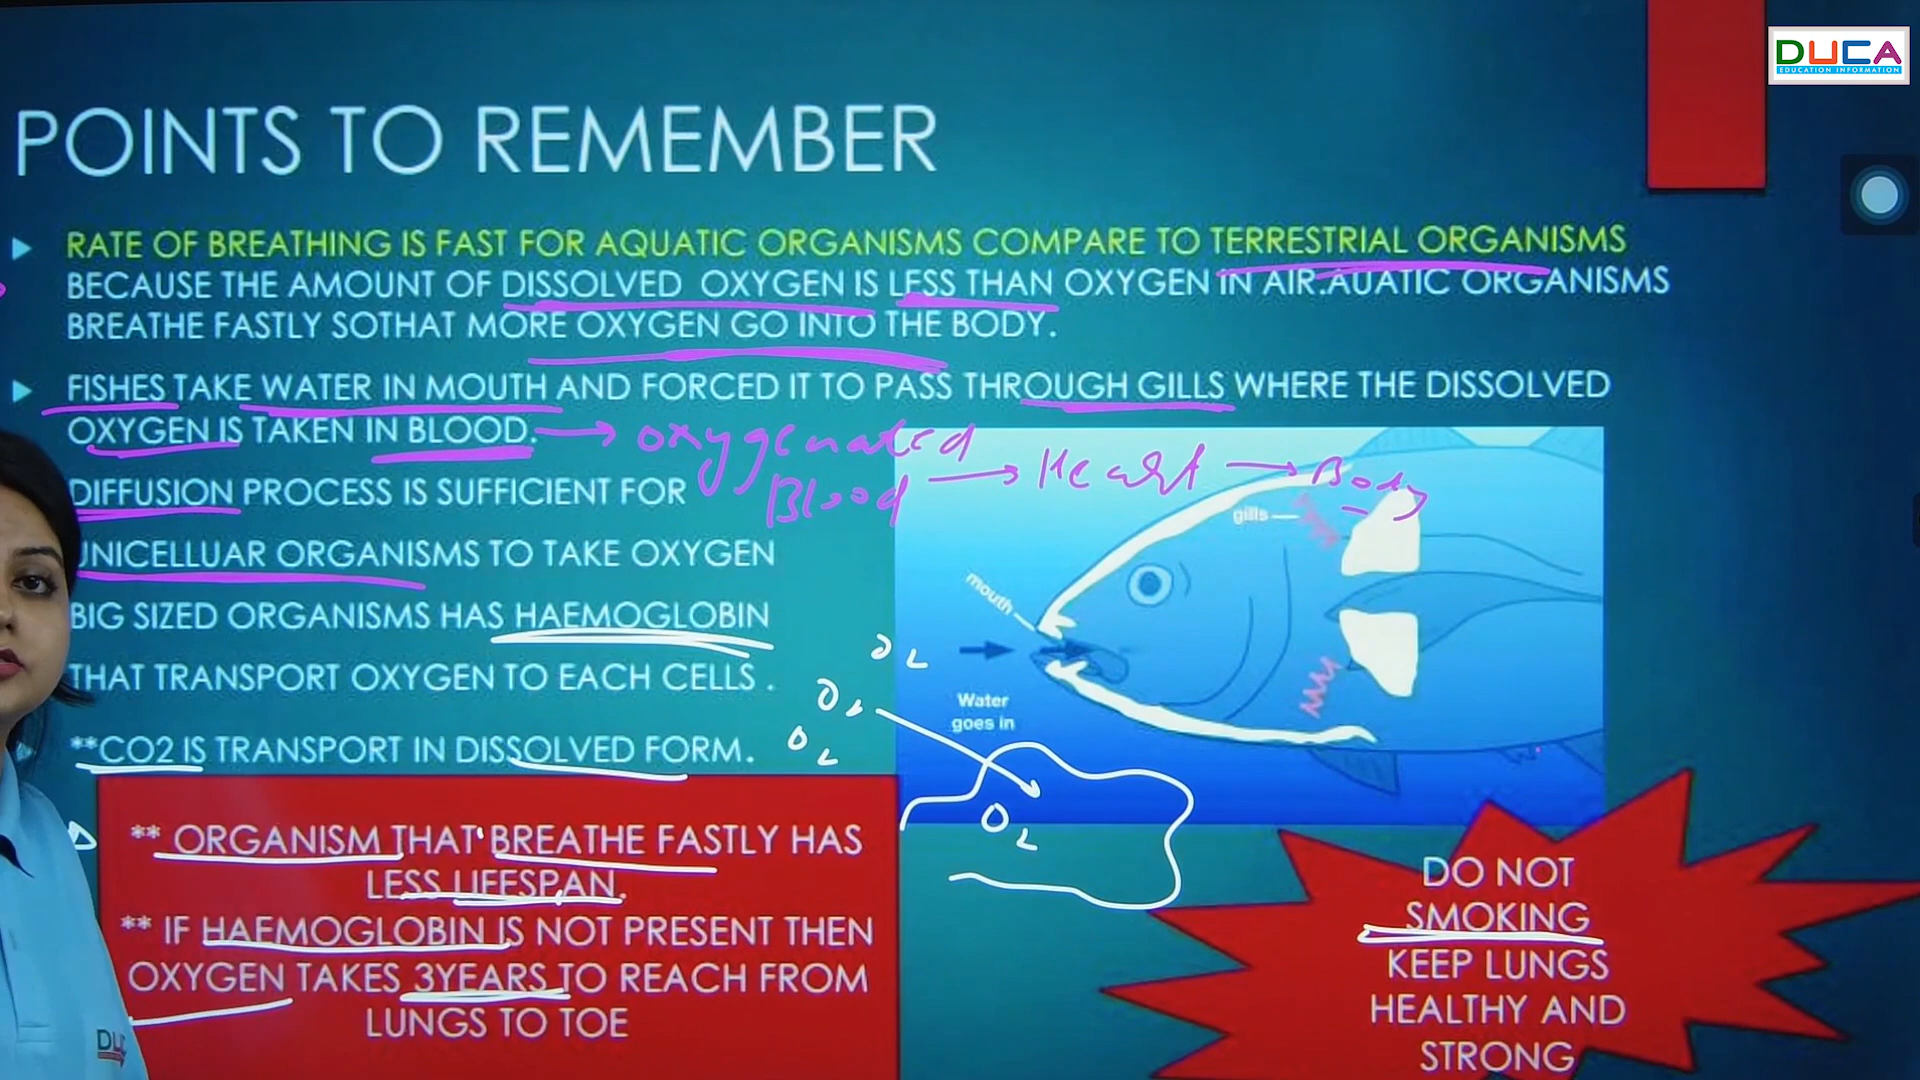 DUCA
EDUCATION INFORMATION
POINTS TO REMEMBER
RATE OF BREATHING IS FAST FOR AQUATIC ORGANISMS COMPARE TO TERRESTRIAL ORGANISMS
BECAUSE THE AMOUNT OF DISSOLVED OXYGEN IS LESS THAN OXYGEN IN AIR.AUATIC ORGANISMS
BREATHE FASTLY SOTHAT MORE OXYGEN GO INTO THE BODY.
FISHES TAKE WATER IN MOUTH AND FORCED IT TO PASS THROUGH GILLS WHERE THE DISSOLVED
OXYGEN IS TAKEN IN BLOOD.
→ Oxygenated
Blood → Heart → Body
DIFFUSION PROCESS IS SUFFICIENT FOR
UNICELLUAR ORGANISMS TO TAKE OXYGEN
BIG SIZED ORGANISMS HAS HAEMOGLOBIN
THAT TRANSPORT OXYGEN TO EACH CELLS .
**CO2 IS TRANSPORT IN DISSOLVED FORM.
gills
mouth
Water
goes in
O2
O2
O2
O2
** ORGANISM THAT BREATHE FASTLY HAS
LESS LIFESPAN.
** IF HAEMOGLOBIN IS NOT PRESENT THEN
OXYGEN TAKES 3YEARS TO REACH FROM
LUNGS TO TOE
DO NOT
SMOKING
KEEP LUNGS
HEALTHY AND
STRONG